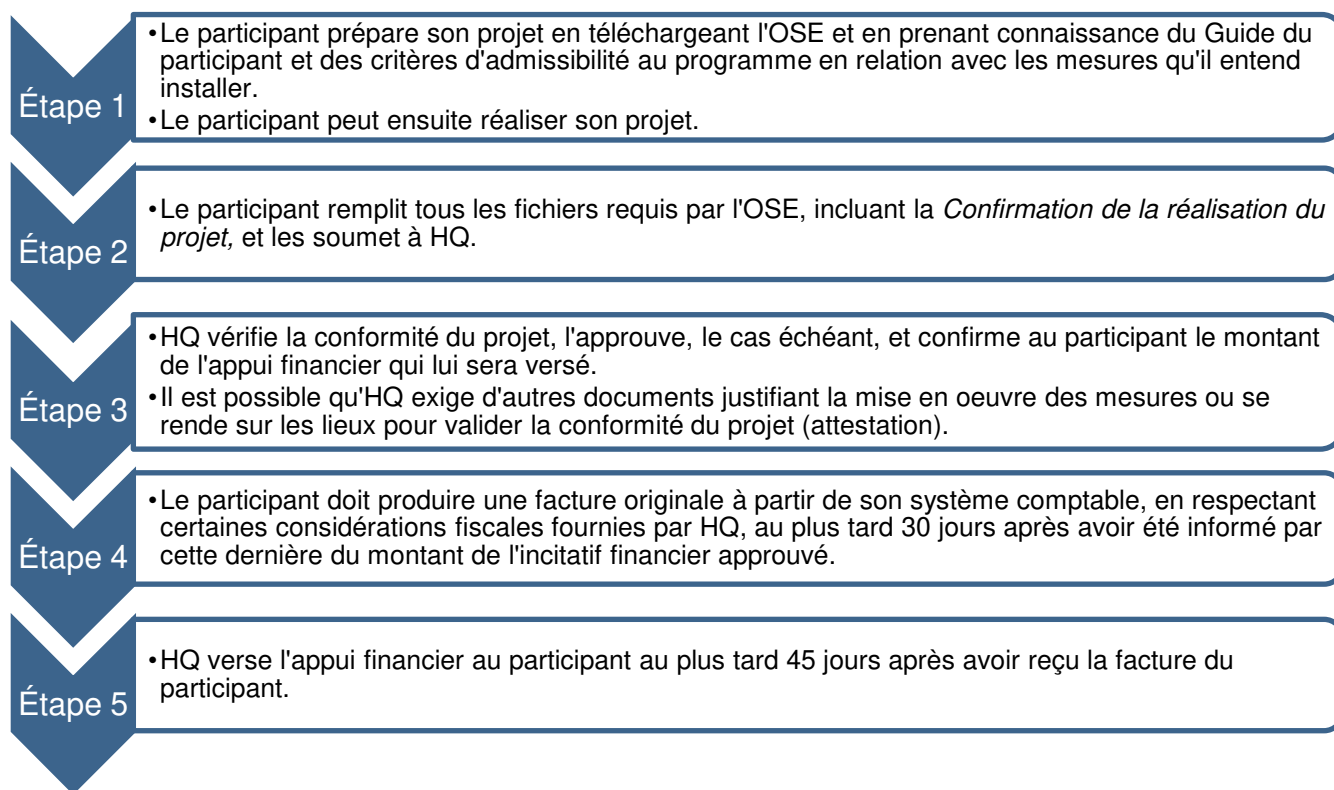 Étape 1
•Le participant prépare son projet en téléchargeant l'OSE et en prenant connaissance du Guide du
participant et des critères d'admissibilité au programme en relation avec les mesures qu'il entend
installer.
•Le participant peut ensuite réaliser son projet.
Étape 2
•Le participant remplit tous les fichiers requis par l'OSE, incluant la Confirmation de la réalisation du
projet, et les soumet à HQ.
Étape 3
•HQ vérifie la conformité du projet, l'approuve, le cas échéant, et confirme au participant le montant
de l'appui financier qui lui sera versé.
•Il est possible qu'HQ exige d'autres documents justifiant la mise en oeuvre des mesures ou se
rende sur les lieux pour valider la conformité du projet (attestation).
Étape 4
•Le participant doit produire une facture originale à partir de son système comptable, en respectant
certaines considérations fiscales fournies par HQ, au plus tard 30 jours après avoir été informé par
cette dernière du montant de l'incitatif financier approuvé.
Étape 5
•HQ verse l'appui financier au participant au plus tard 45 jours après avoir reçu la facture du
participant.